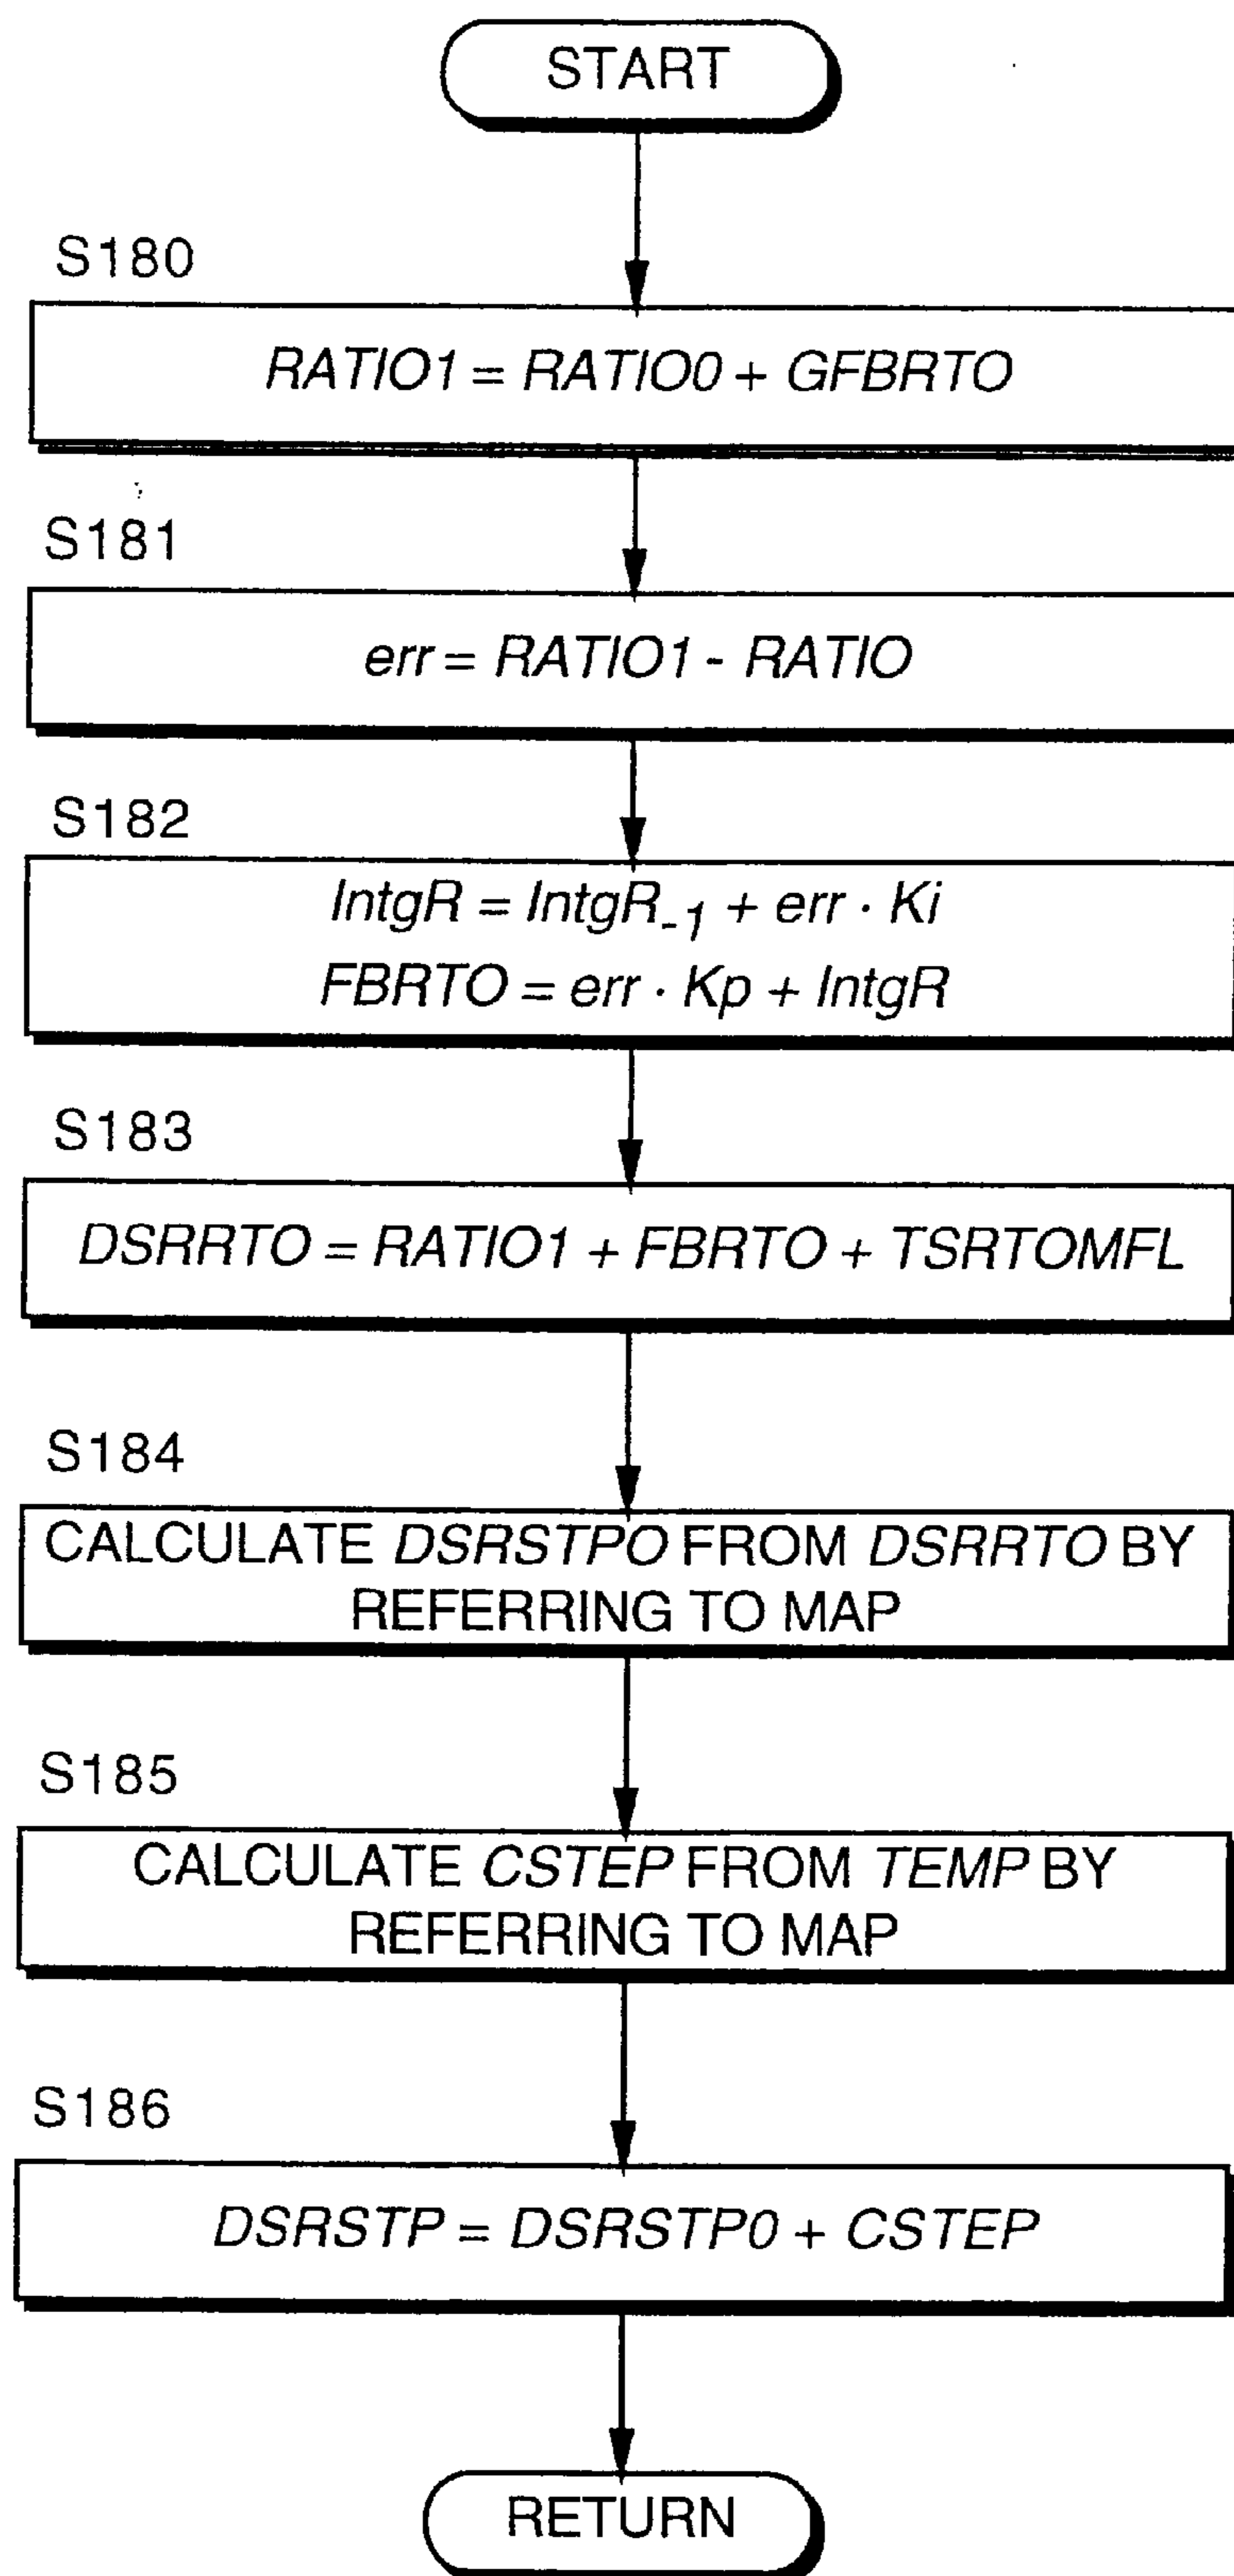 START
S180
RATIO1 = RATIO0 + GFBRTO
S181
err = RATIO1 - RATIO
S182
IntgR = IntgR-1 + err · Ki
FBRTO = err · Kp + IntgR
S183
DSRRTO = RATIO1 + FBRTO + TSRTOMFL
S184
CALCULATE DSRSTPO FROM DSRRTO BY
REFERRING TO MAP
S185
CALCULATE CSTEP FROM TEMP BY
REFERRING TO MAP
S186
DSRSTP = DSRSTP0 + CSTEP
RETURN